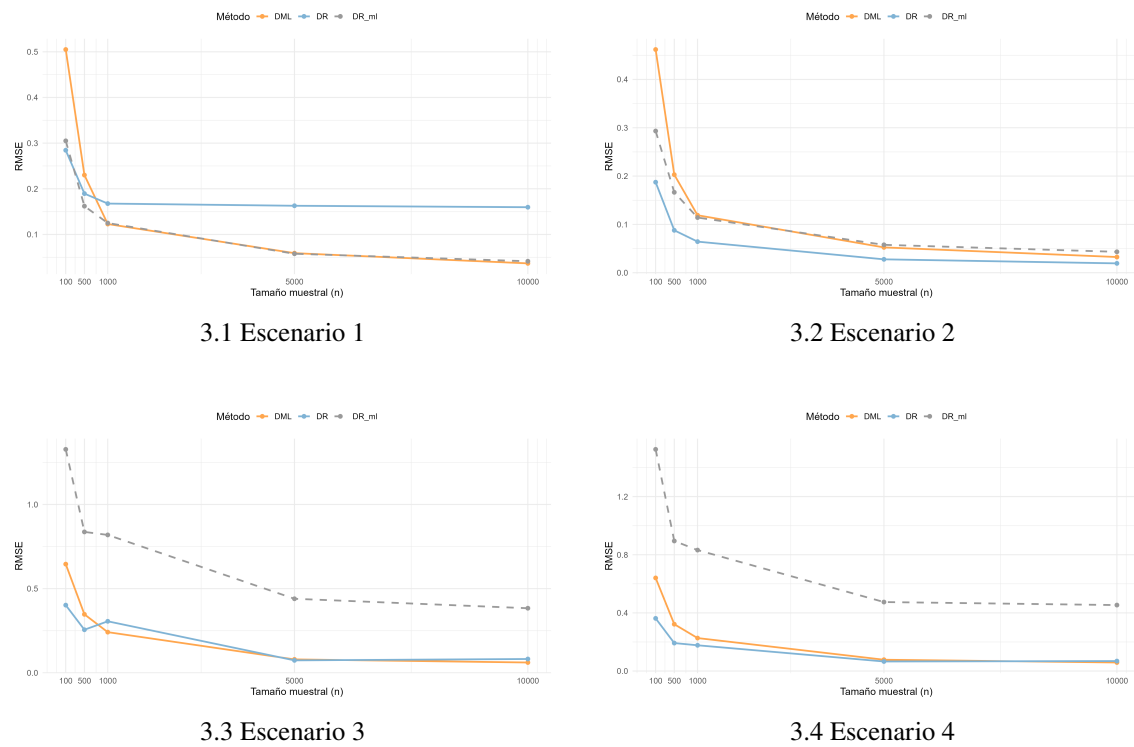 Método DML DR DR_ml
0.5
0.4
0.3
0.2
0.1
RMSE
100 500 1000 5000 10000
Tamaño muestral (n)
3.1 Escenario 1
Método DML DR DR_ml
0.4
0.3
0.2
0.1
0.0
RMSE
100 500 1000 5000 10000
Tamaño muestral (n)
3.2 Escenario 2
Método DML DR DR_ml
1.0
0.5
0.0
RMSE
100 500 1000 5000 10000
Tamaño muestral (n)
3.3 Escenario 3
Método DML DR DR_ml
1.2
0.8
0.4
0.0
RMSE
100 500 1000 5000 10000
Tamaño muestral (n)
3.4 Escenario 4